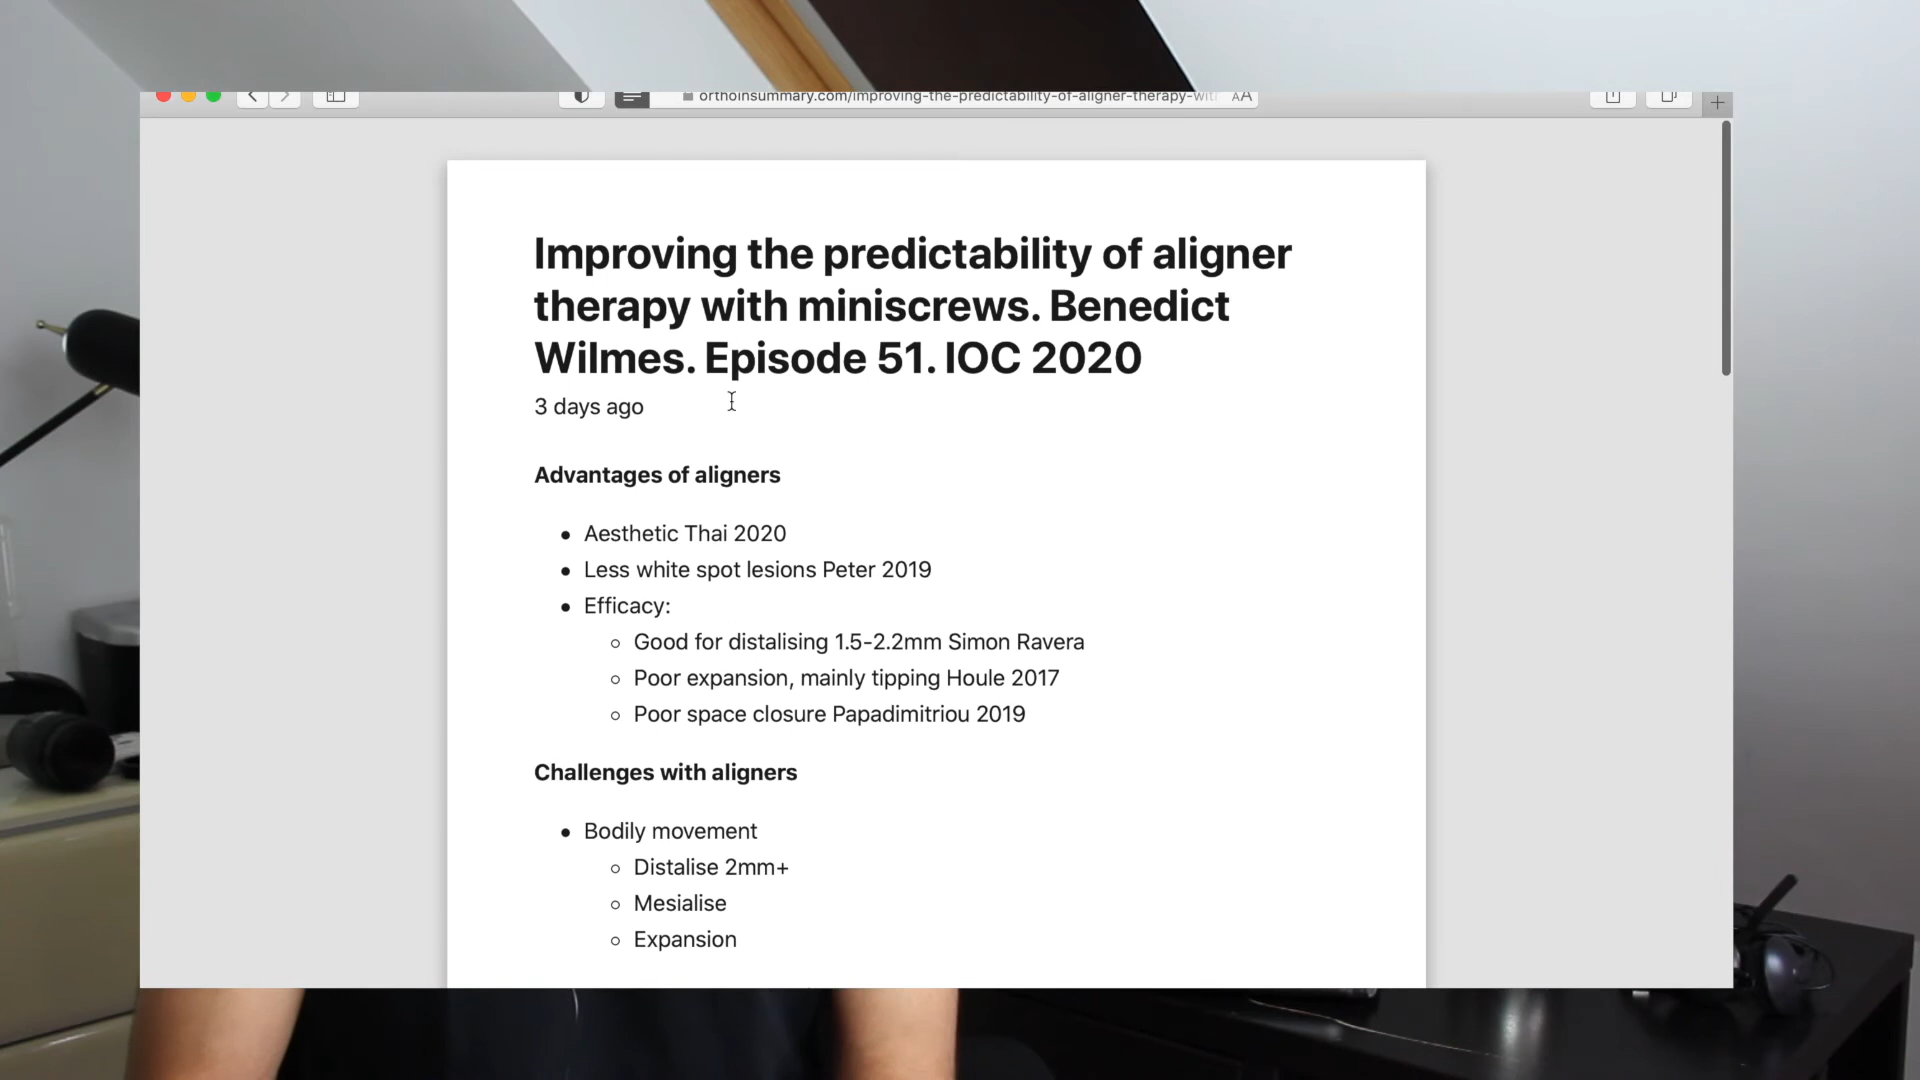 orthoinsummary.com/improving-the-predictability-of-aligner-therapy-wit
AA
Improving the predictability of aligner
therapy with miniscrews. Benedict
Wilmes. Episode 51. IOC 2020
3 days ago
Advantages of aligners
Aesthetic Thai 2020
Less white spot lesions Peter 2019
Efficacy:
Good for distalising 1.5-2.2mm Simon Ravera
Poor expansion, mainly tipping Houle 2017
Poor space closure Papadimitriou 2019
Challenges with aligners
Bodily movement
Distalise 2mm+
Mesialise
Expansion